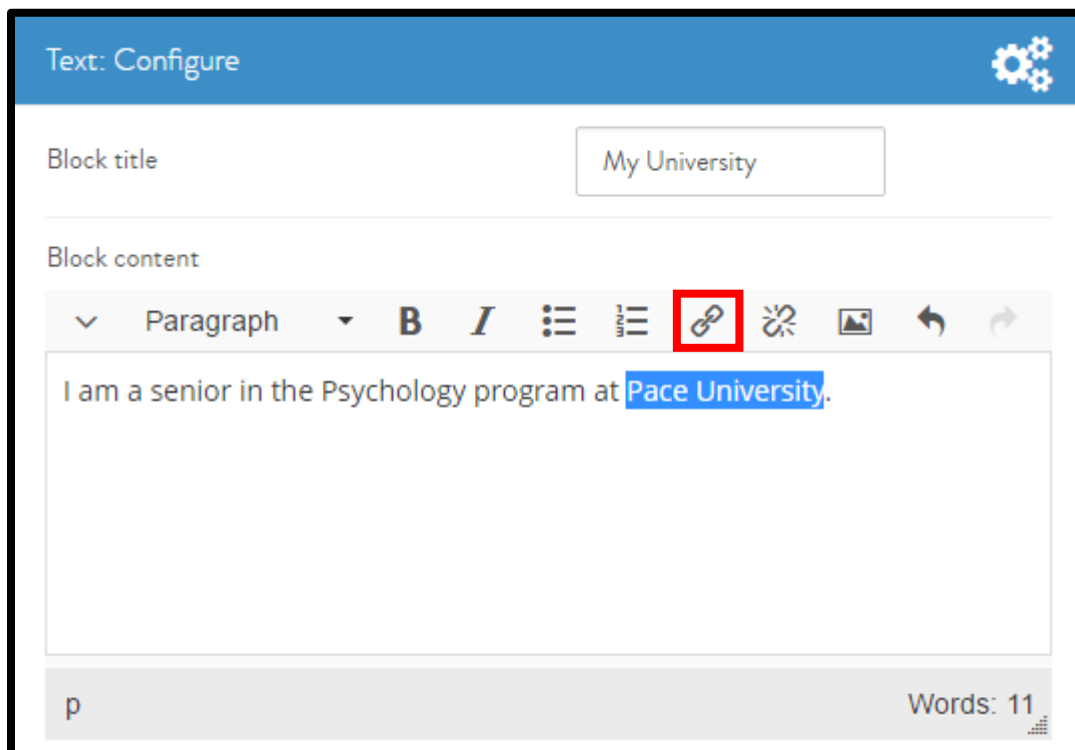 Text: Configure
Block title
My University
Block content
Paragraph B I
I am a senior in the Psychology program at Pace University.
p Words: 11